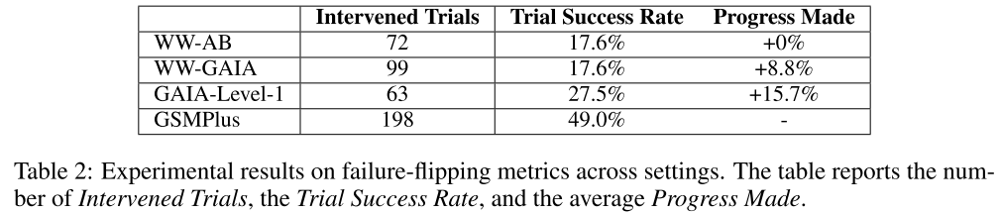 Intervened Trials Trial Success Rate Progress Made
WW-AB 72 17.6% +0%
WW-GAIA 99 17.6% +8.8%
GAIA-Level-1 63 27.5% +15.7%
GSMPlus 198 49.0% -
Table 2: Experimental results on failure-flipping metrics across settings. The table reports the num-
ber of Intervened Trials, the Trial Success Rate, and the average Progress Made.